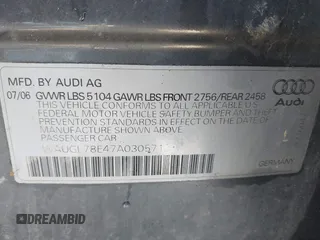 MFD. BY AUDI AG
07/06 GVWR LBS 5104 GAWR LBS FRONT 2756/REAR 2458
THIS VEHICLE CONFORMS TO ALL APPLICABLE U.S.
FEDERAL MOTOR VEHICLE SAFETY, BUMPER AND THEFT
PREVENTION STANDARDS IN EFFECT ON THE DATE OF
MANUFACTURE SHOWN ABOVE.
PASSENGER CAR
Audi
GERMANY
DREAMBID